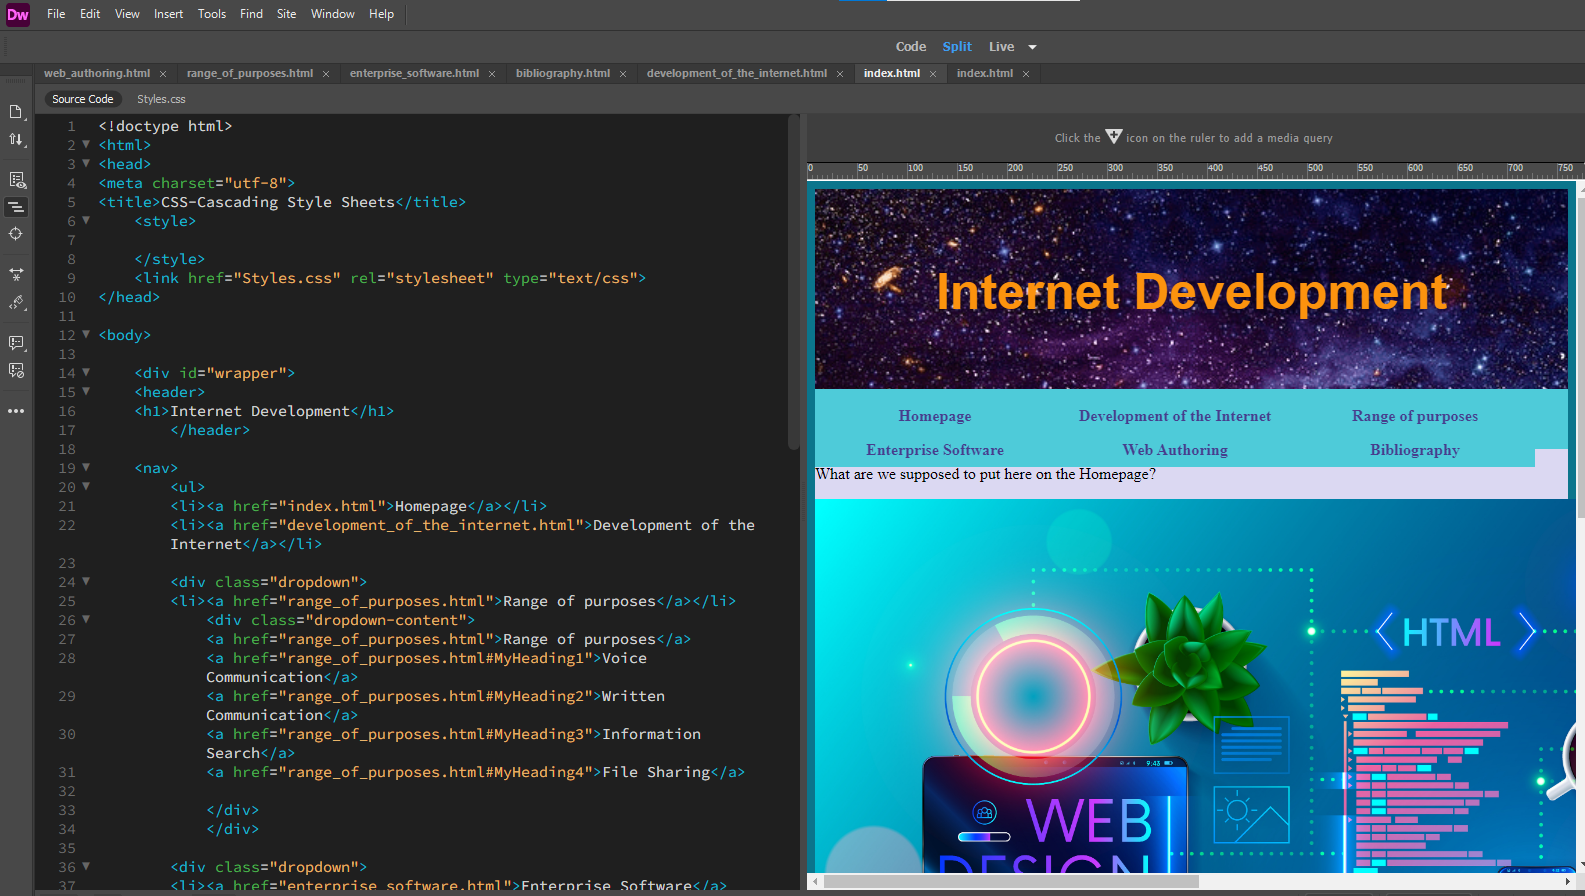 Dw File Edit View Insert Tools Find Site Window Help
Code Split Live
web_authoring.html × range_of_purposes.html × enterprise_software.html × bibliography.html × development_of_the_internet.html × index.html × index.html ×
Source Code Styles.css
1 <!doctype html>
2 <html>
3 <head>
4 <meta charset="utf-8">
5 <title>CSS-Cascading Style Sheets</title>
6 <style>
7
8 </style>
9 <link href="Styles.css" rel="stylesheet" type="text/css">
10 </head>
11
12 <body>
13
14 <div id="wrapper">
15 <header>
16 <h1>Internet Development</h1>
17 </header>
18
19 <nav>
20 <ul>
21 <li><a href="index.html">Homepage</a></li>
22 <li><a href="development_of_the_internet.html">Development of the
Internet</a></li>
23
24 <div class="dropdown">
25 <li><a href="range_of_purposes.html">Range of purposes</a></li>
26 <div class="dropdown-content">
27 <a href="range_of_purposes.html">Range of purposes</a>
28 <a href="range_of_purposes.html#MyHeading1">Voice
Communication</a>
29 <a href="range_of_purposes.html#MyHeading2">Written
Communication</a>
30 <a href="range_of_purposes.html#MyHeading3">Information
Search</a>
31 <a href="range_of_purposes.html#MyHeading4">File Sharing</a>
32
33 </div>
34 </div>
35
36 <div class="dropdown">
37 <li><a href="enterprise_software.html">Enterprise Software</a>
Click the icon on the ruler to add a media query
0 50 100 150 200 250 300 350 400 450 500 550 600 650 700 750
Internet Development
Homepage Development of the Internet Range of purposes
Enterprise Software Web Authoring Bibliography
What are we supposed to put here on the Homepage?
<HTML>
9:43
WEB
DESIGN